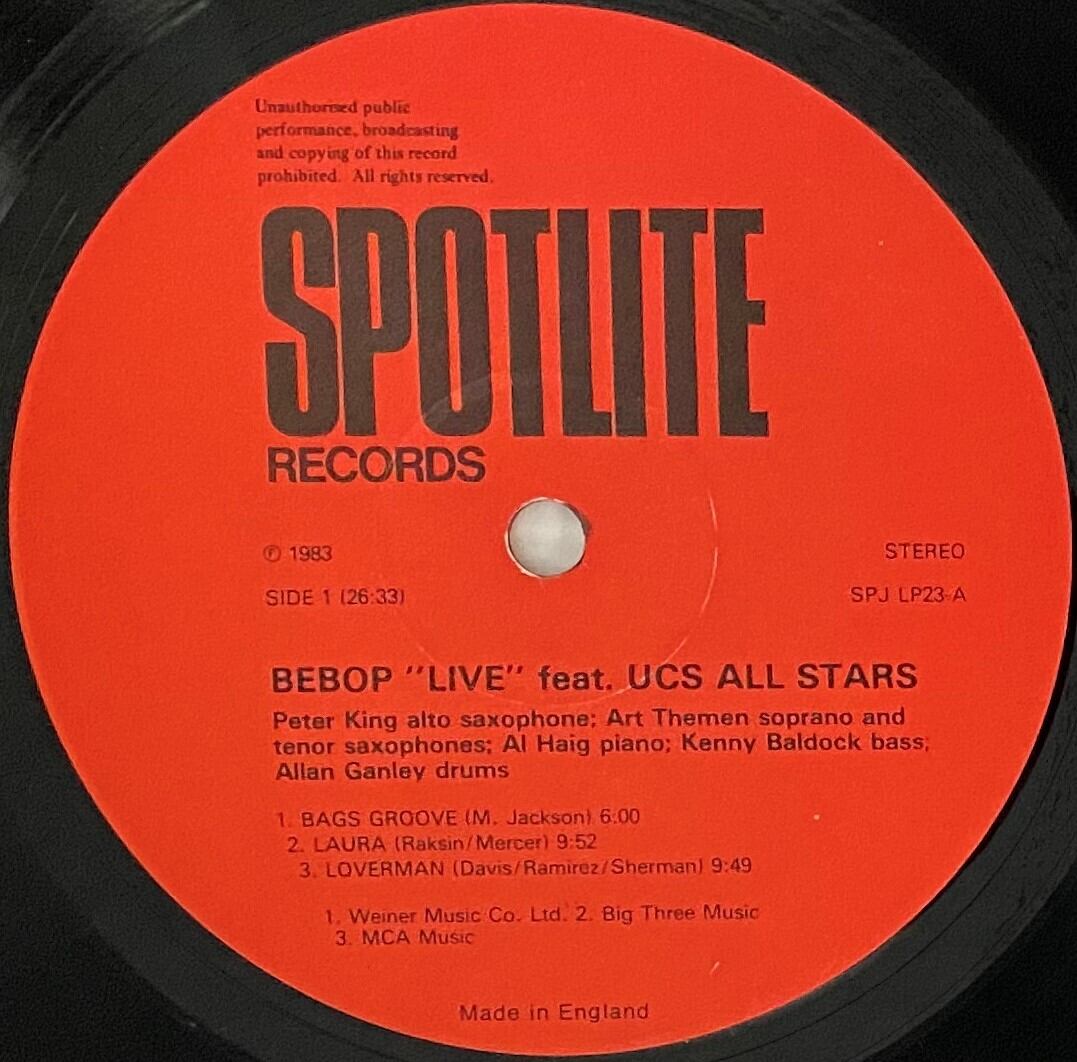 Unauthorised public
performance, broadcasting
and copying of this record
prohibited. All rights reserved.
SPOTLITE
RECORDS
℗ 1983
STEREO
SIDE 1 (26:33)
SPJ LP23-A
BEBOP "LIVE" feat. UCS ALL STARS
Peter King alto saxophone; Art Themen soprano and
tenor saxophones; Al Haig piano; Kenny Baldock bass;
Allan Ganley drums
1. BAGS GROOVE (M. Jackson) 6:00
2. LAURA (Raksin/Mercer) 9:52
3. LOVERMAN (Davis/Ramirez/Sherman) 9:49
1. Weiner Music Co. Ltd. 2. Big Three Music
3. MCA Music
Made in England